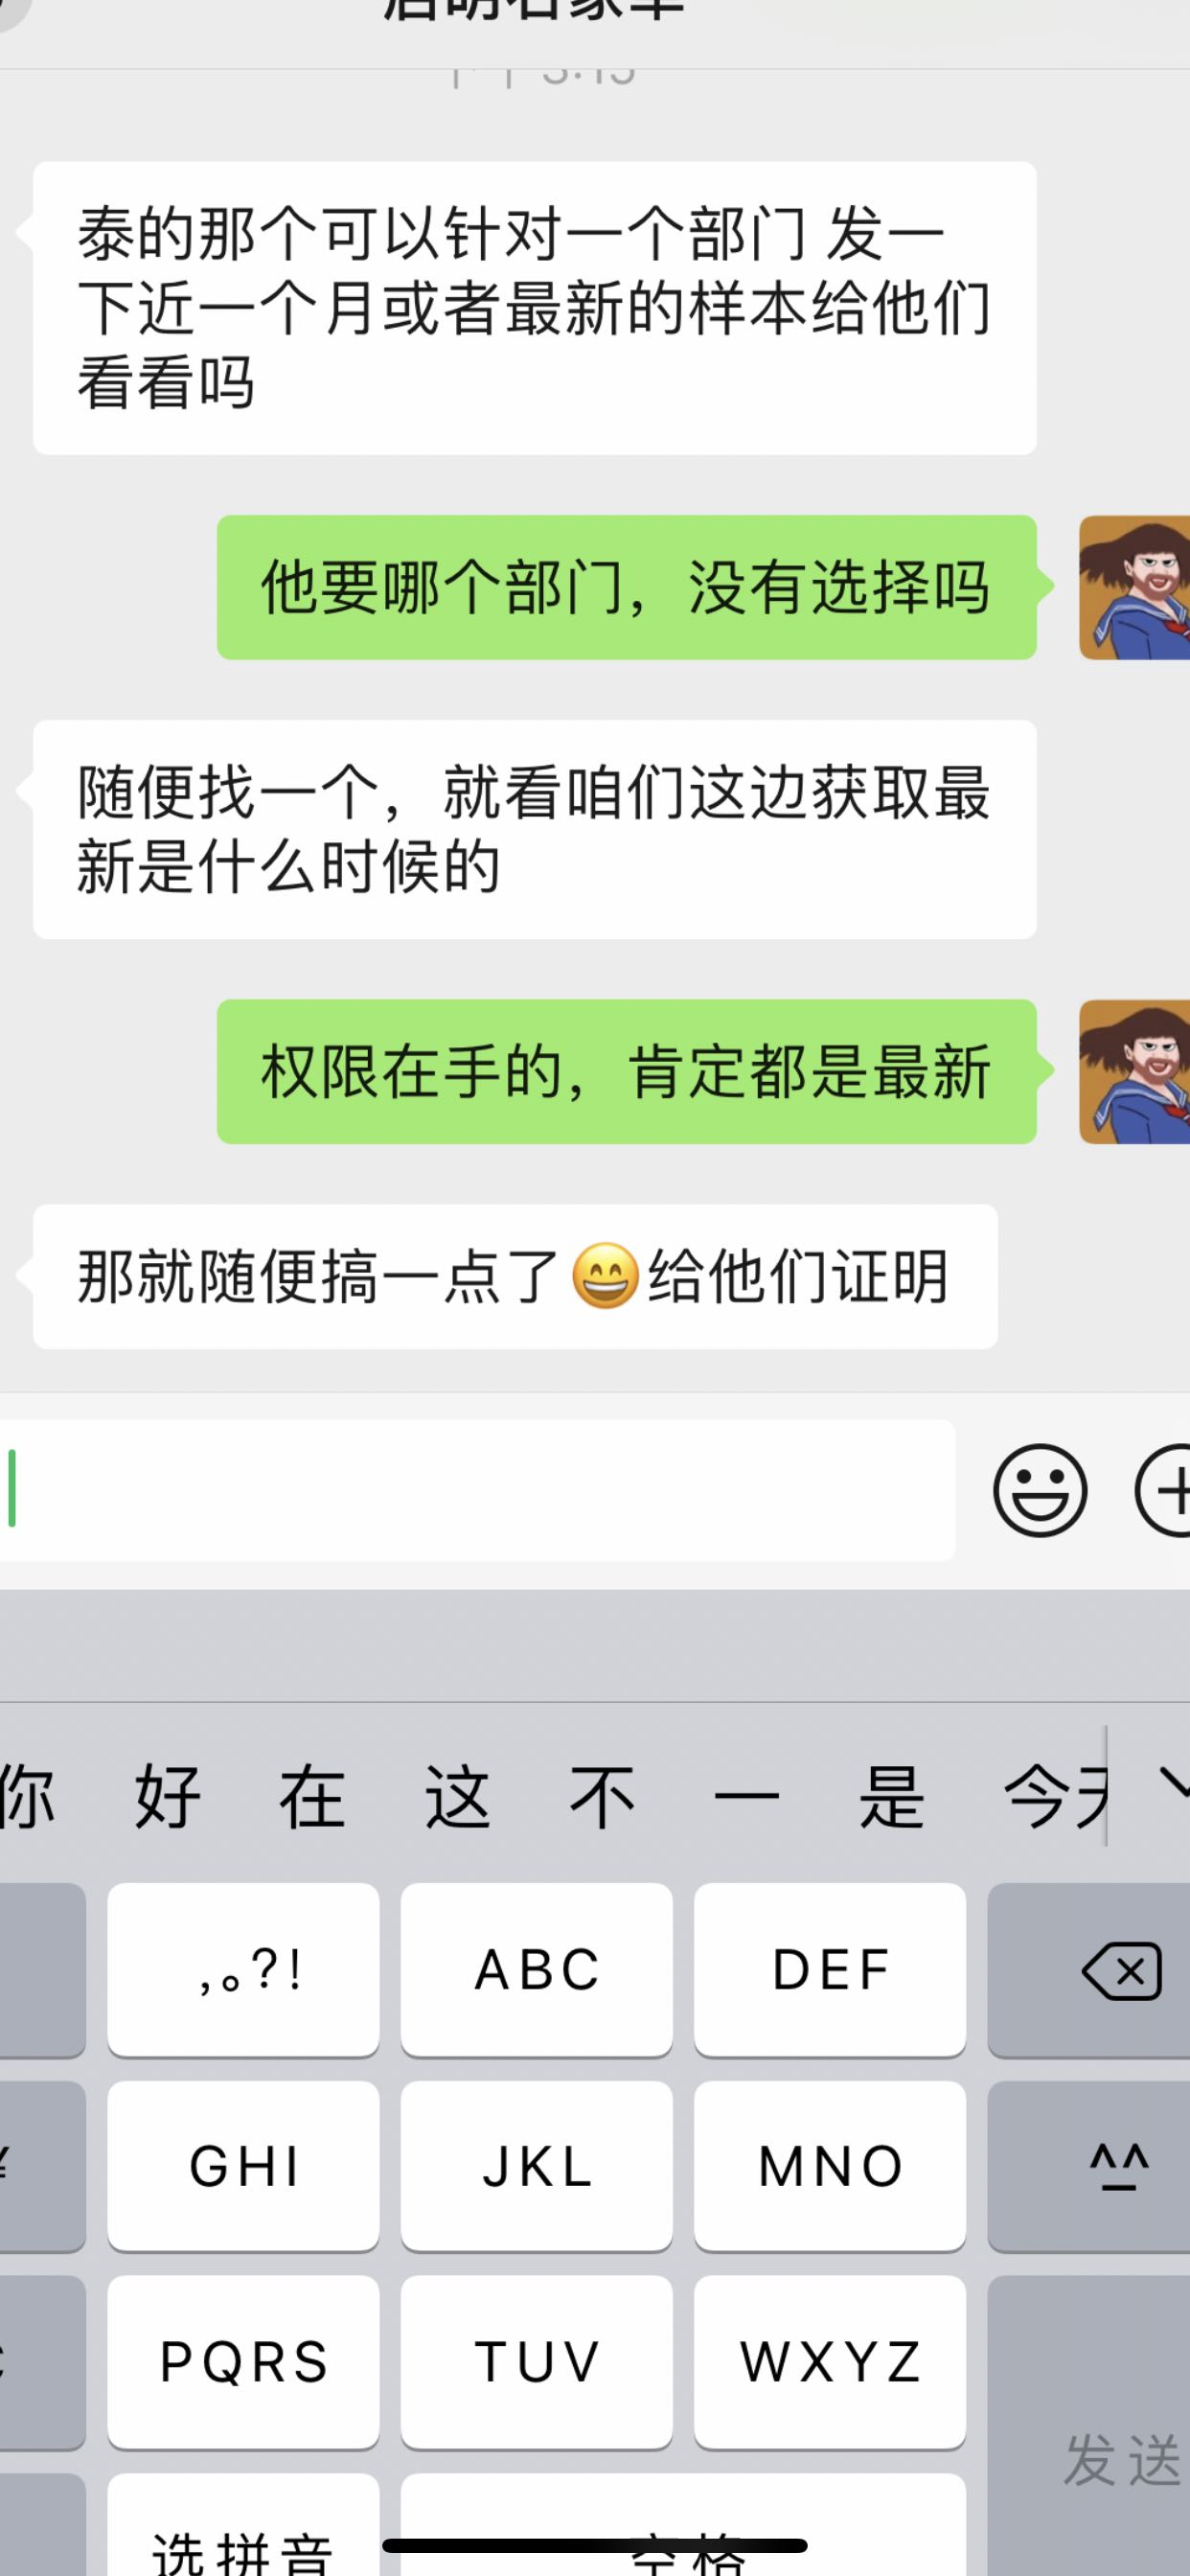 泰的那个可以针对一个部门 发一
下近一个月或者最新的样本给他们
看看吗
他要哪个部门，没有选择吗
随便找一个，就看咱们这边获取最
新是什么时候的
权限在手的，肯定都是最新
那就随便搞一点了😄给他们证明
你 好 在 这 不 一 是 今天
,。?! ABC DEF
GHI JKL MNO ^^
PQRS TUV WXYZ
发送
选拼音 空格